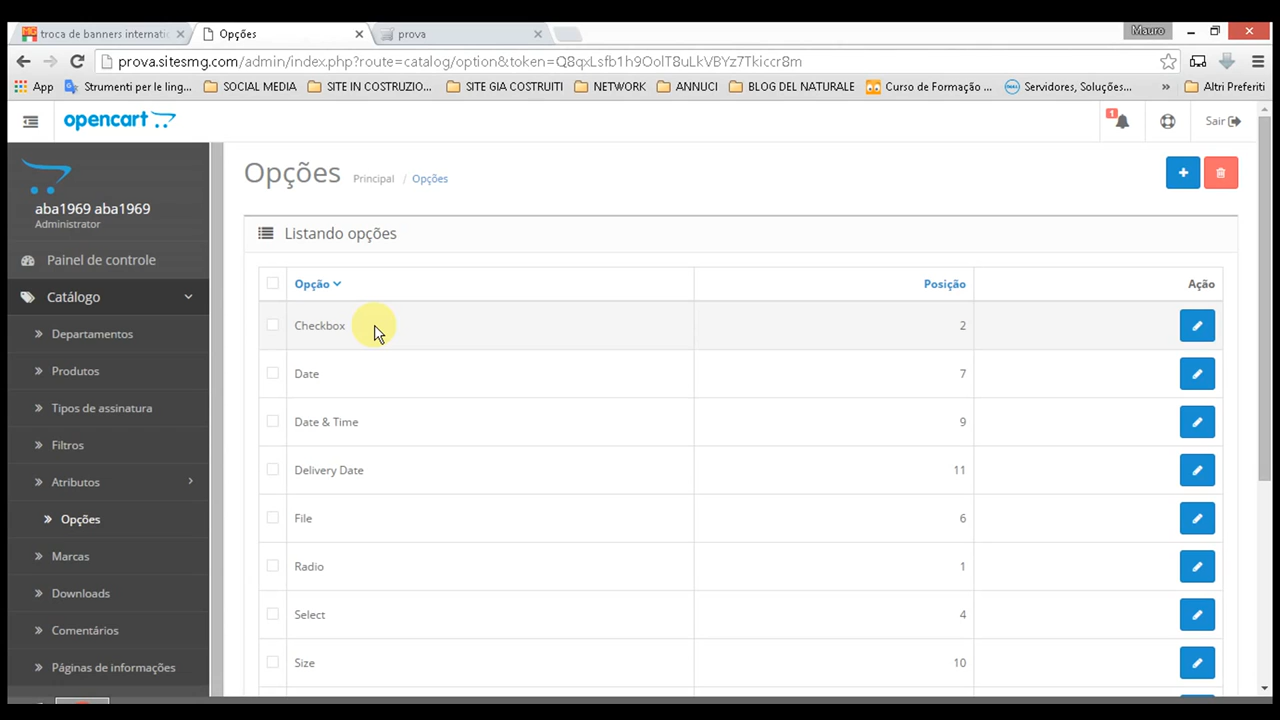 troca de banners internati
Opções
prova
Mauro
prova.sitesmg.com/admin/index.php?route=catalog/option&token=Q8qxLsfb1h9OolT8uLkVBYz7Tkiccr8m
App
Strumenti per le ling...
SOCIAL MEDIA
SITE IN COSTRUZIO...
SITE GIA COSTRUITI
NETWORK
ANNUCI
BLOG DEL NATURALE
Curso de Formação ...
Servidores, Soluções...
»
Altri Preferiti
opencart
1
Sair
aba1969 aba1969
Administrator
Opções
Principal / Opções
Painel de controle
Listando opções
Catálogo
Opção
Posição
Ação
Departamentos
Checkbox
2
Produtos
Date
7
Tipos de assinatura
Date & Time
9
Filtros
Delivery Date
11
Atributos
File
6
Opções
Marcas
Radio
1
Downloads
Select
4
Comentários
Size
10
Páginas de informações